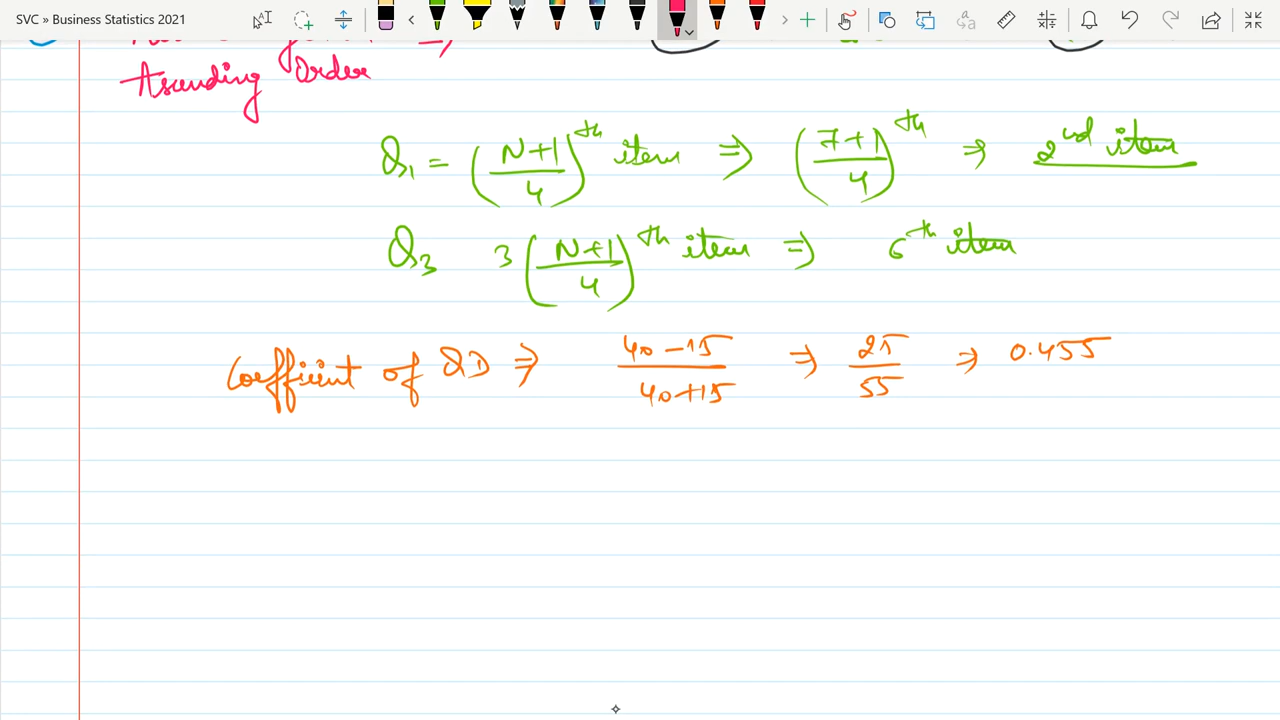 SVC » Business Statistics 2021
Ascending Order
Q₁ = (N+1/4)th item ⇒ (7+1/4)th ⇒ 2nd item
Q₃ 3(N+1/4)th item ⇒ 6th item
Coefficient of QD ⇒ 40-15/40+15 ⇒ 25/55 ⇒ 0.455